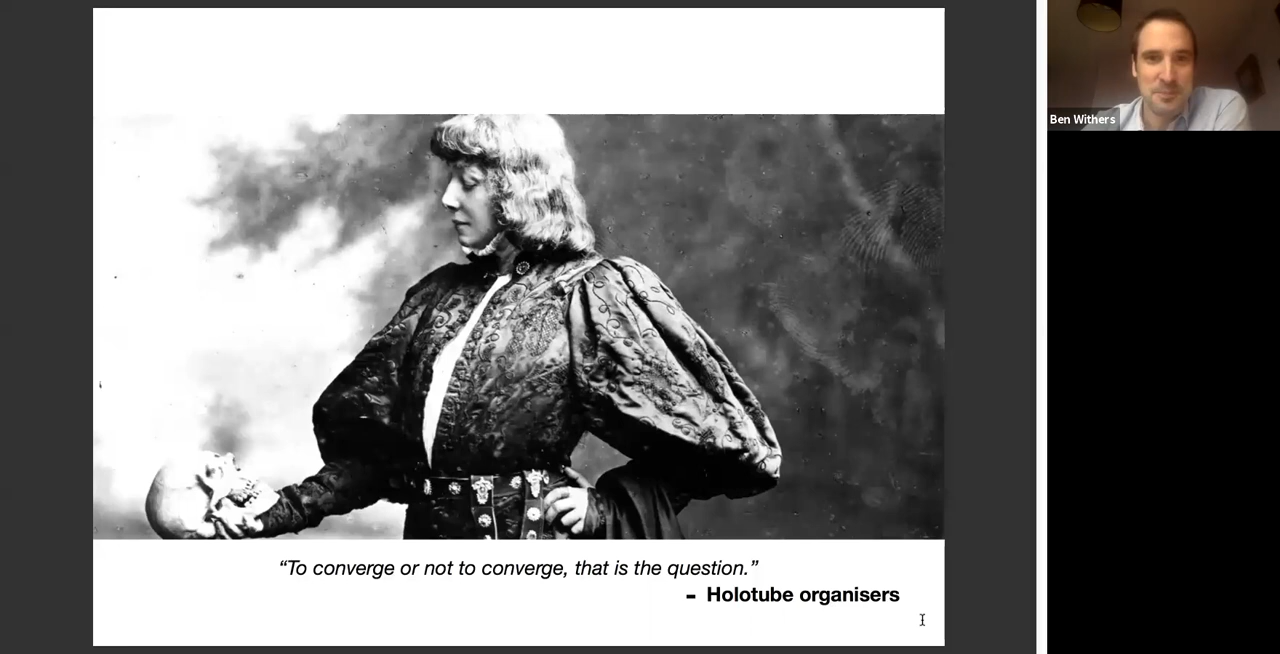 “To converge or not to converge, that is the question.”
- Holotube organisers
Ben Withers